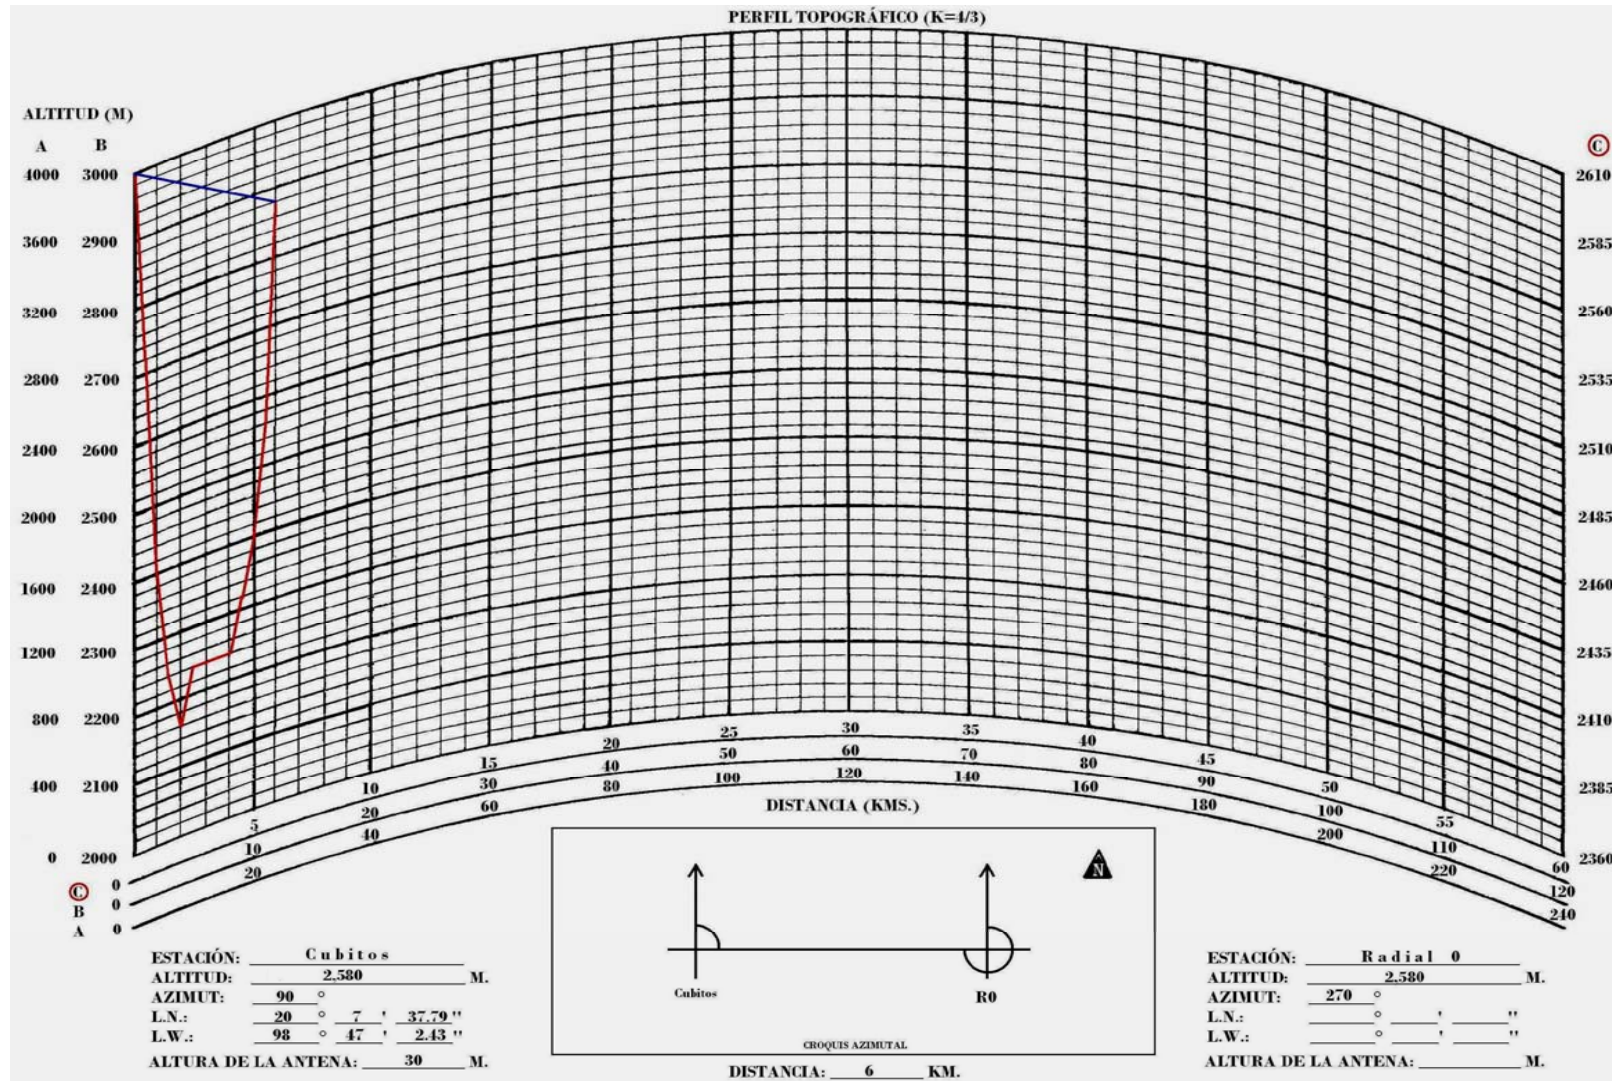 PERFIL TOPOGRÁFICO (K=4/3)
ALTITUD (M)
A B C
4000 3000 2610
3600 2900 2585
3200 2800 2560
2800 2700 2535
2400 2600 2510
2000 2500 2485
1600 2400 2460
1200 2300 2435
800 2200 2410
400 2100 2385
0 2000 2360
C 0 5 10 15 20 25 30 35 40 45 50 55 60
B 0 10 20 30 40 50 60 70 80 90 100 110 120
A 0 20 40 60 80 100 120 140 160 180 200 220 240
DISTANCIA (KMS.)
N
Cubitos R0
CROQUIS AZIMUTAL
DISTANCIA: 6 KM.
ESTACIÓN: Cubitos
ALTITUD: 2,580 M.
AZIMUT: 90 °
L.N.: 20 ° 7 ' 37.79 "
L.W.: 98 ° 47 ' 2.43 "
ALTURA DE LA ANTENA: 30 M.
ESTACIÓN: Radial 0
ALTITUD: 2,580 M.
AZIMUT: 270 °
L.N.: ° ' "
L.W.: ° ' "
ALTURA DE LA ANTENA: M.